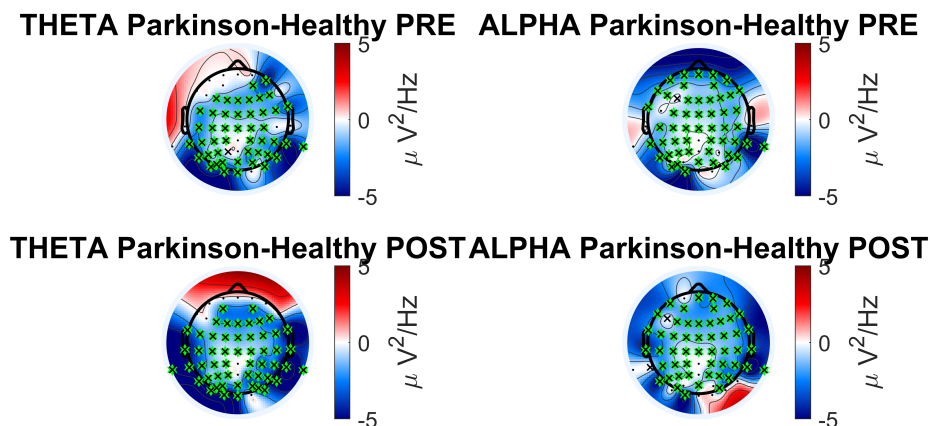 THETA Parkinson-Healthy PRE
5
0
-5
μ V²/Hz
ALPHA Parkinson-Healthy PRE
5
0
-5
μ V²/Hz
THETA Parkinson-Healthy POST
5
0
-5
μ V²/Hz
ALPHA Parkinson-Healthy POST
5
0
-5
μ V²/Hz